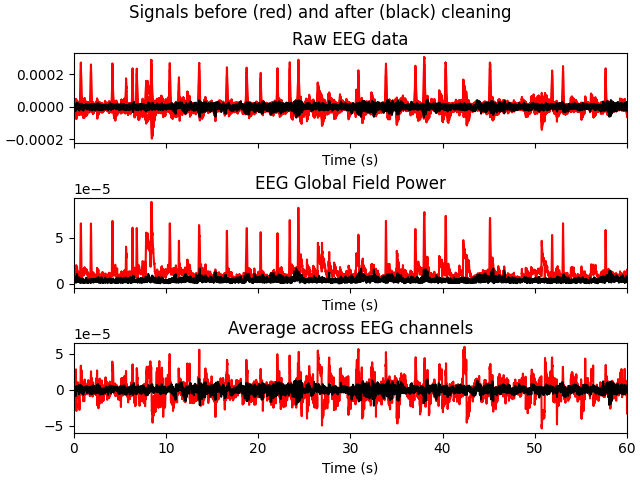 Signals before (red) and after (black) cleaning
Raw EEG data
0.0002
0.0000
−0.0002
Time (s)
1e−5
EEG Global Field Power
5
0
Time (s)
1e−5
Average across EEG channels
5
0
−5
0 10 20 30 40 50 60
Time (s)